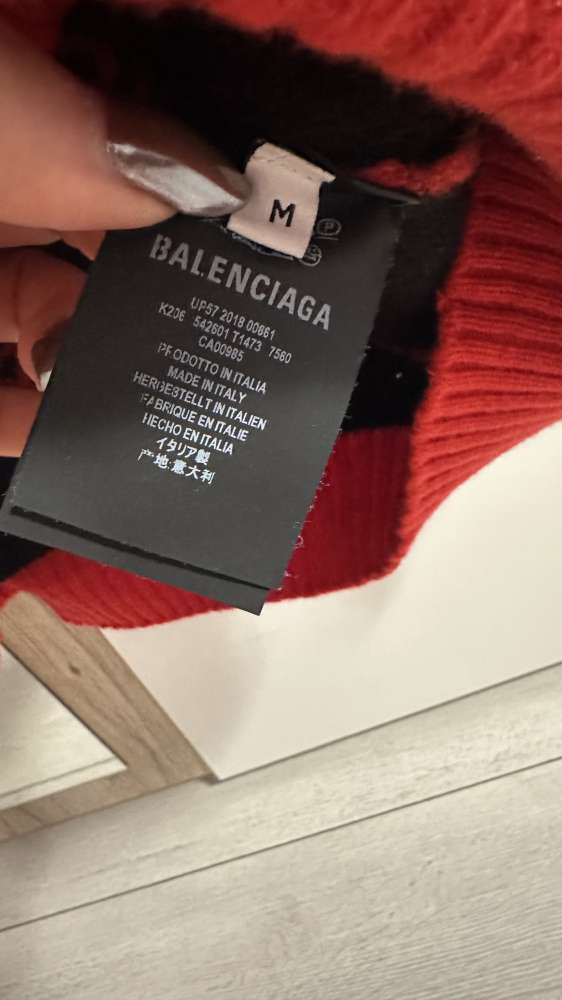 M
BALENCIAGA
UP57 2018 00661
K206 542601 T1473 7560
CA00985
PRODOTTO IN ITALIA
MADE IN ITALY
HERGESTELLT IN ITALIEN
FABRIQUE EN ITALIE
HECHO EN ITALIA
イタリア製
产地:意大利